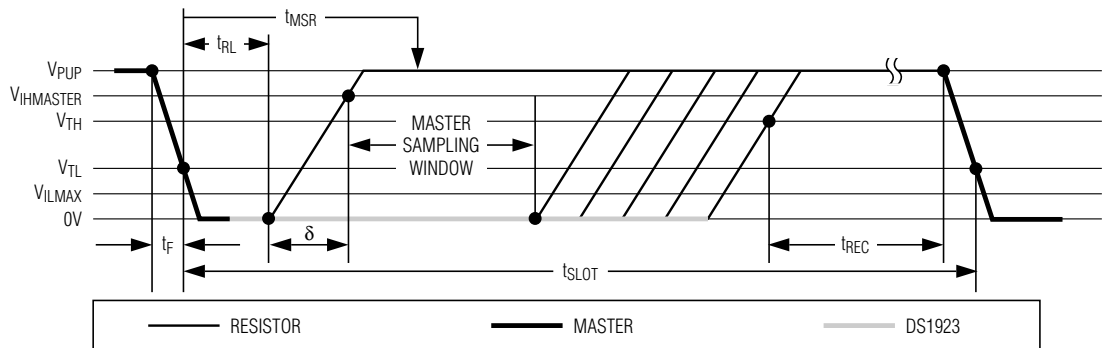 tMSR
tRL
VPUP
VIHMASTER
VTH
VTL
VILMAX
0V
MASTER
SAMPLING
WINDOW
tF
δ
tREC
tSLOT
RESISTOR MASTER DS1923